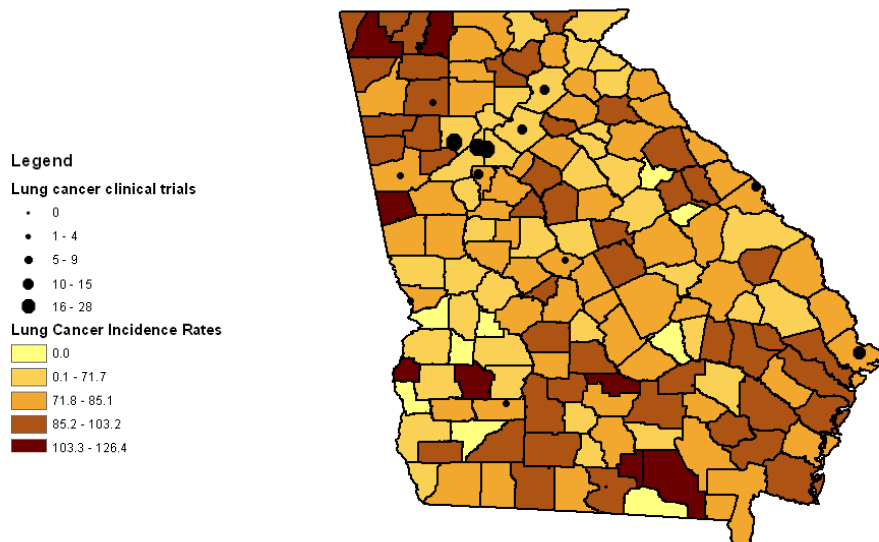 Legend
Lung cancer clinical trials
0
1 - 4
5 - 9
10 - 15
16 - 28
Lung Cancer Incidence Rates
0.0
0.1 - 71.7
71.8 - 85.1
85.2 - 103.2
103.3 - 126.4